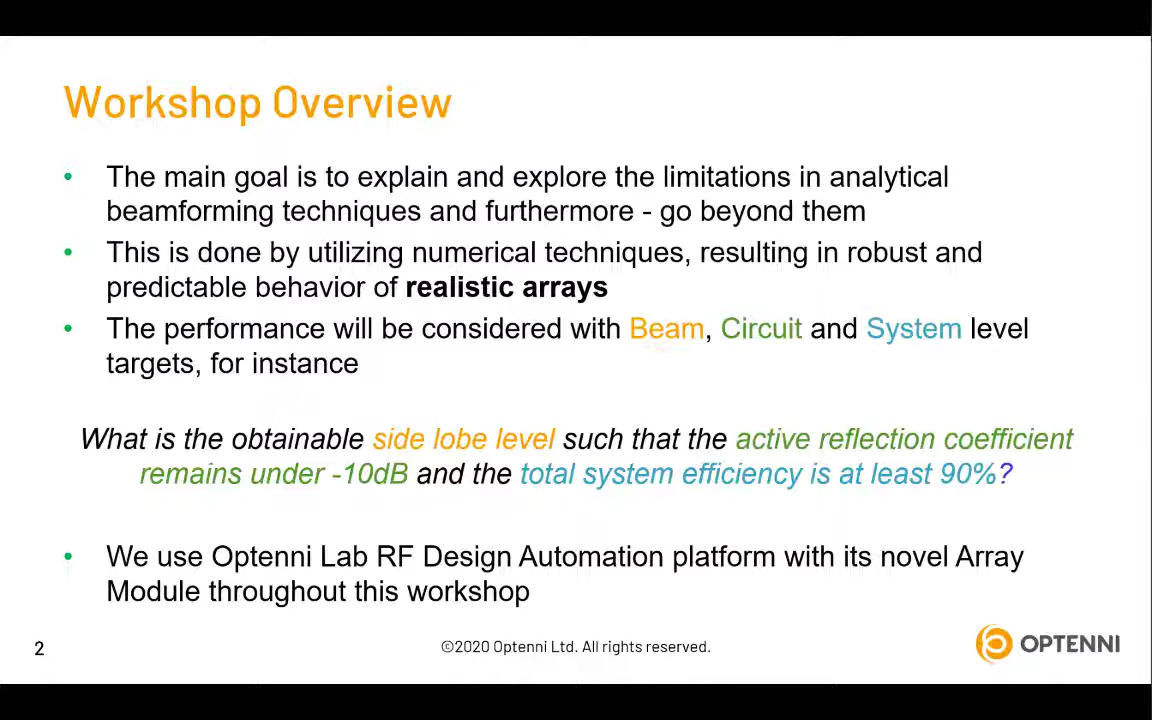 Workshop Overview
• The main goal is to explain and explore the limitations in analytical
beamforming techniques and furthermore - go beyond them
• This is done by utilizing numerical techniques, resulting in robust and
predictable behavior of realistic arrays
• The performance will be considered with Beam, Circuit and System level
targets, for instance
What is the obtainable side lobe level such that the active reflection coefficient
remains under -10dB and the total system efficiency is at least 90%?
• We use Optenni Lab RF Design Automation platform with its novel Array
Module throughout this workshop
2
©2020 Optenni Ltd. All rights reserved.
OPTENNI